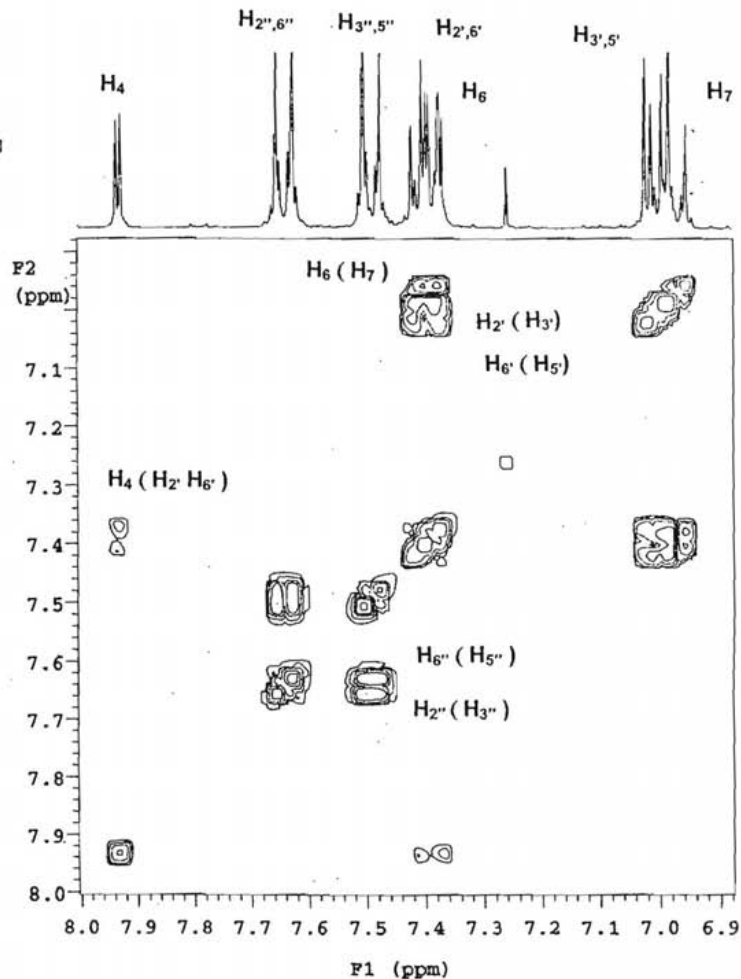 H2'',6'' H3'',5'' H2',6' H3',5'
H4 H6 H7
F2
(ppm)
H6 (H7)
H2' (H3')
H6' (H5')
7.1
7.2
7.3
H4 (H2' H6')
7.4
7.5
7.6
H6'' (H5'')
7.7
H2'' (H3'')
7.8
7.9
8.0
8.0 7.9 7.8 7.7 7.6 7.5 7.4 7.3 7.2 7.1 7.0 6.9
F1 (ppm)